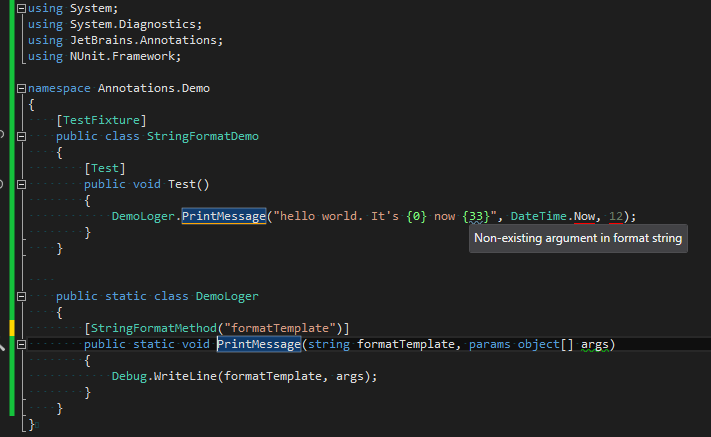 using System;
using System.Diagnostics;
using JetBrains.Annotations;
using NUnit.Framework;
namespace Annotations.Demo
{
[TestFixture]
public class StringFormatDemo
{
[Test]
public void Test()
{
DemoLoger.PrintMessage("hello world. It's {0} now {33}", DateTime.Now, 12);
Non-existing argument in format string
}
}
public static class DemoLoger
{
[StringFormatMethod("formatTemplate")]
public static void PrintMessage(string formatTemplate, params object[] args)
{
Debug.WriteLine(formatTemplate, args);
}
}
}